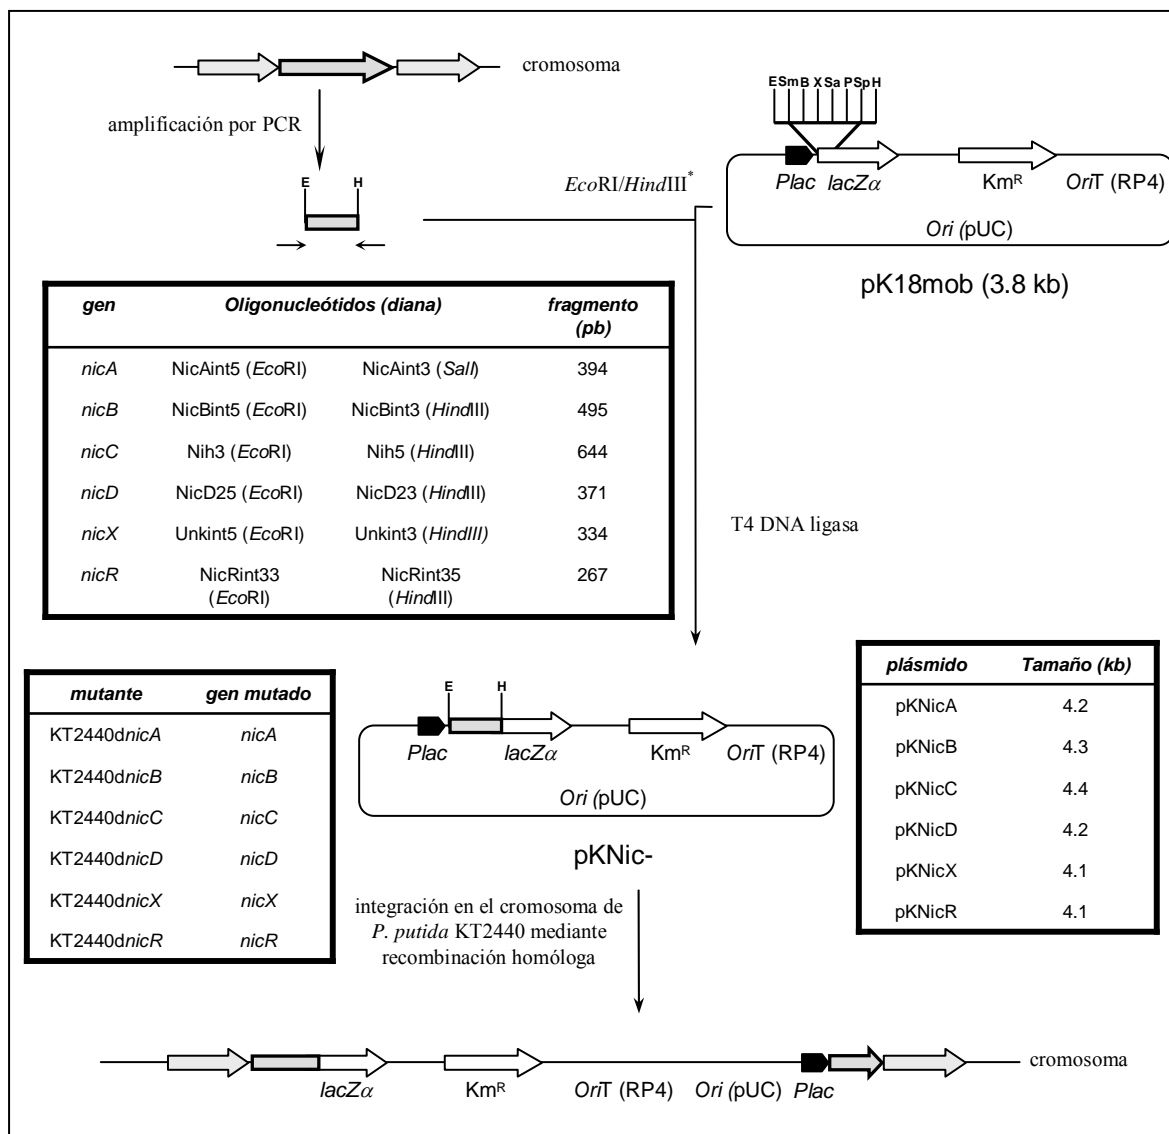 cromosoma
amplificación por PCR
E H
EcoRI/HindIII*
E Sm B X Sa P Sp H
Plac lacZα KmR OriT (RP4)
Ori (pUC)
pK18mob (3.8 kb)
gen Oligonucleótidos (diana) fragmento (pb)
nicA NicAint5 (EcoRI) NicAint3 (SalI) 394
nicB NicBint5 (EcoRI) NicBint3 (HindIII) 495
nicC Nih3 (EcoRI) Nih5 (HindIII) 644
nicD NicD25 (EcoRI) NicD23 (HindIII) 371
nicX Unkint5 (EcoRI) Unkint3 (HindIII) 334
nicR NicRint33 (EcoRI) NicRint35 (HindIII) 267
T4 DNA ligasa
mutante gen mutado
KT2440dnicA nicA
KT2440dnicB nicB
KT2440dnicC nicC
KT2440dnicD nicD
KT2440dnicX nicX
KT2440dnicR nicR
E H
Plac lacZα KmR OriT (RP4)
Ori (pUC)
pKNic-
plásmido Tamaño (kb)
pKNicA 4.2
pKNicB 4.3
pKNicC 4.4
pKNicD 4.2
pKNicX 4.1
pKNicR 4.1
integración en el cromosoma de
P. putida KT2440 mediante
recombinación homóloga
cromosoma
lacZα KmR OriT (RP4) Ori (pUC) Plac